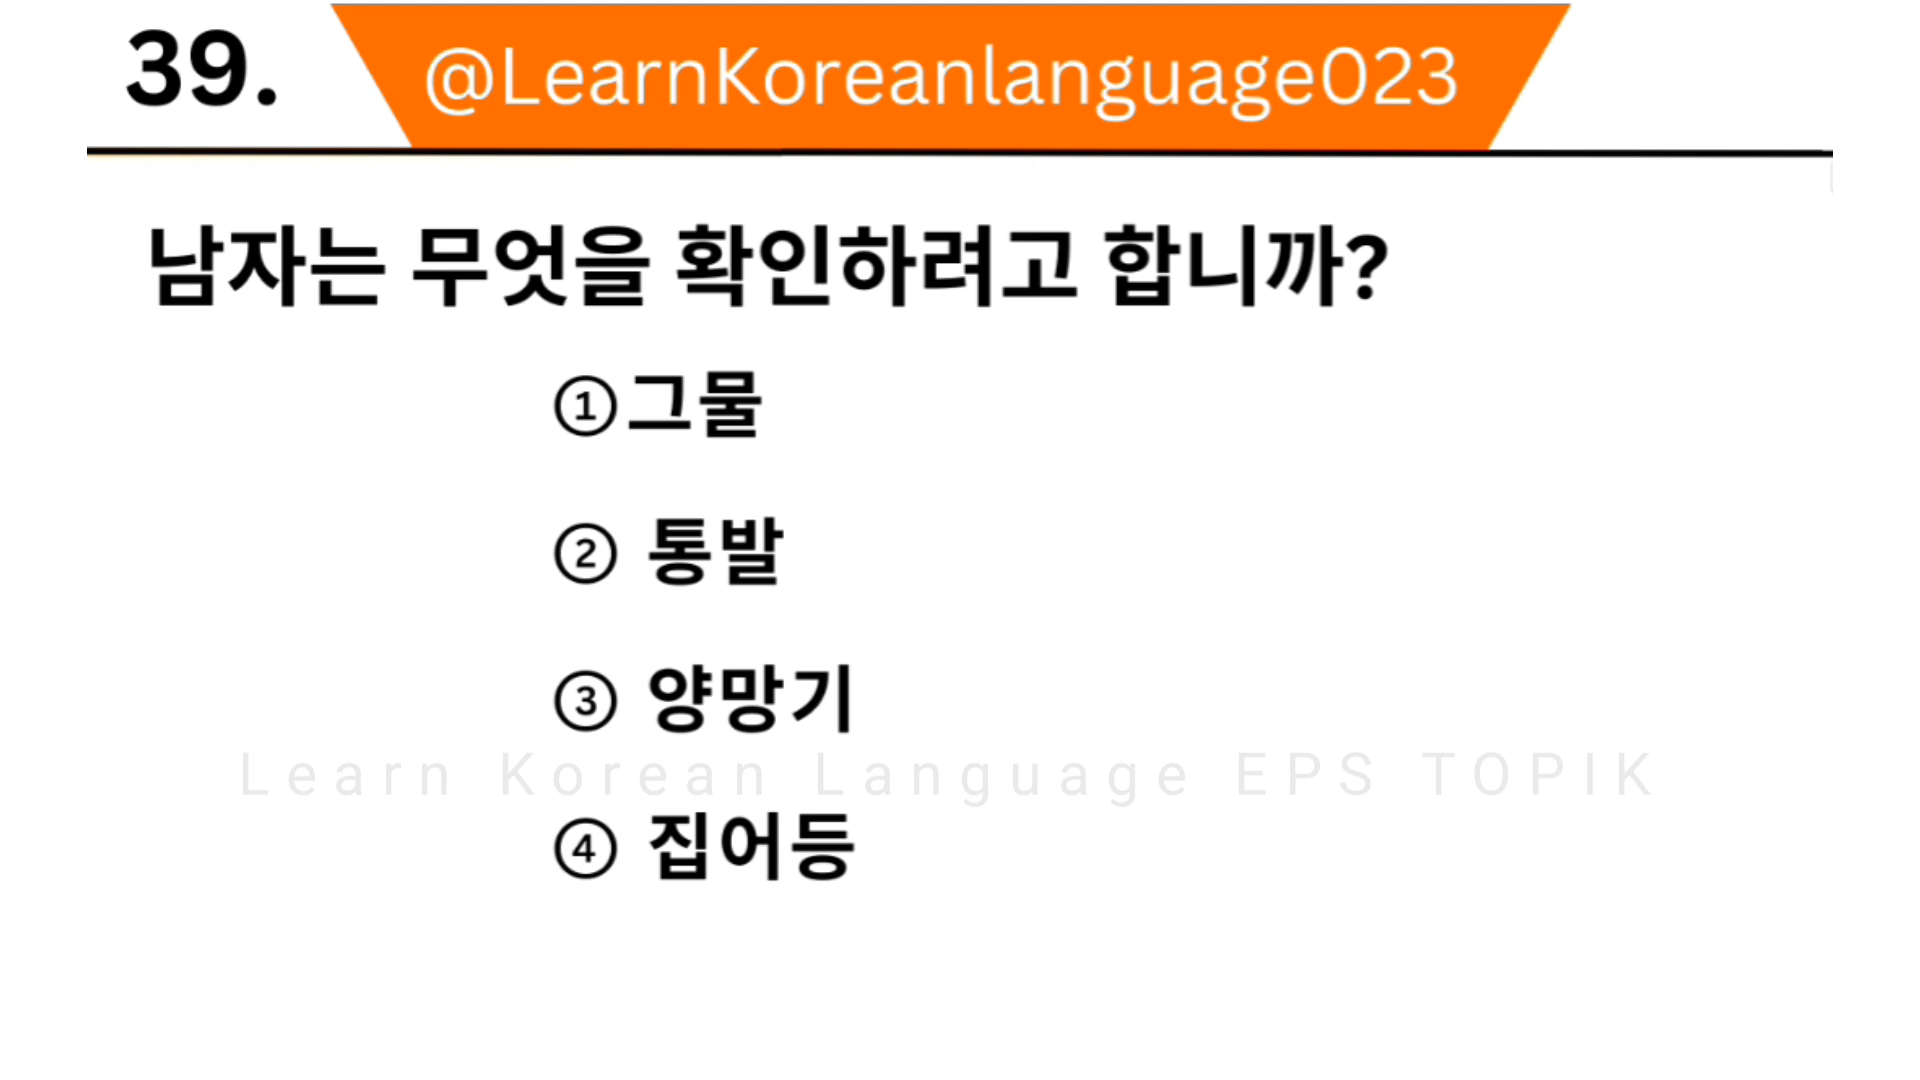 39.
@LearnKoreanlanguage023
남자는 무엇을 확인하려고 합니까?
①그물
② 통발
③ 양망기
Learn Korean Language EPS TOPIK
④ 집어등